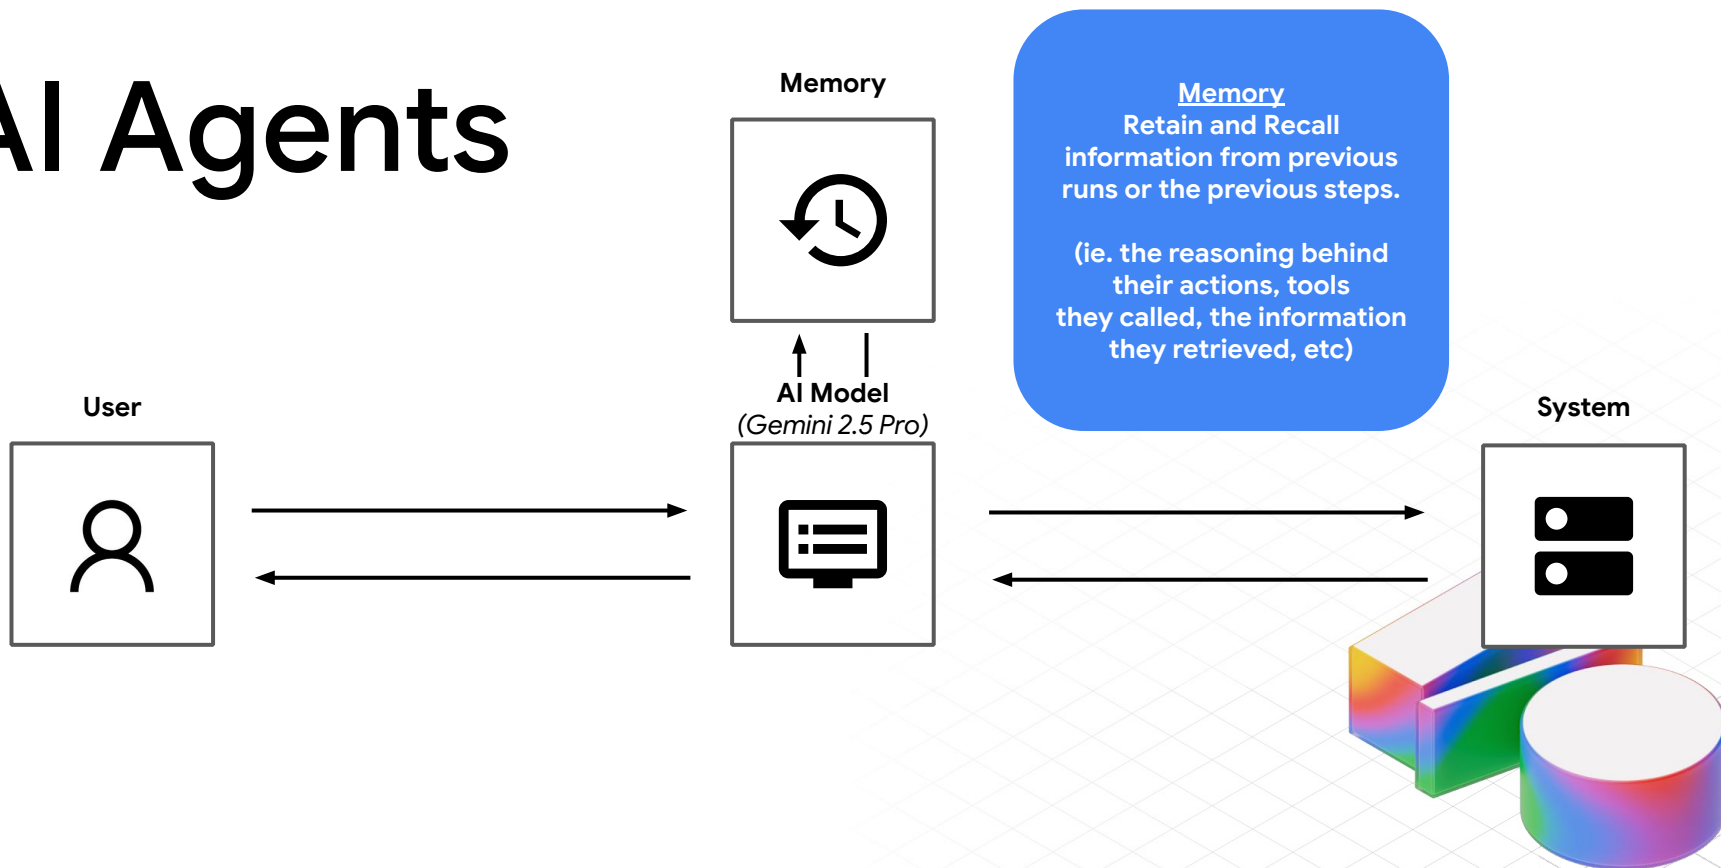 AI Agents
Memory
Memory
Retain and Recall
information from previous
runs or the previous steps.
(ie. the reasoning behind
their actions, tools
they called, the information
they retrieved, etc)
User
AI Model
(Gemini 2.5 Pro)
System